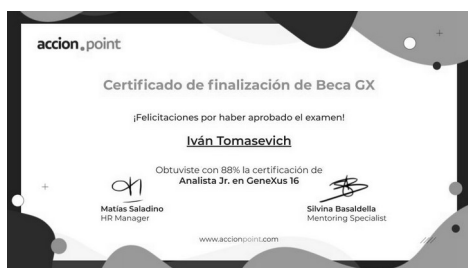 accion.point
Certificado de finalización de Beca GX
¡Felicitaciones por haber aprobado el examen!
Iván Tomasevich
Obtuviste con 88% la certificación de
Analista Jr. en GeneXus 16
Matías Saladino
HR Manager
Silvina Basaldella
Mentoring Specialist
www.accionpoint.com